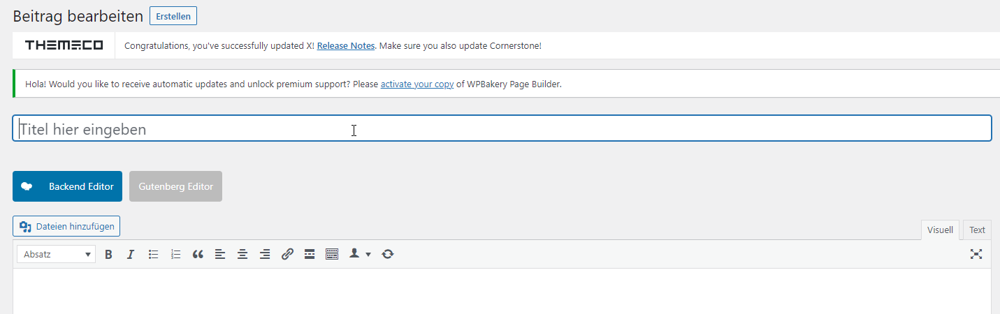 Beitrag bearbeiten Erstellen
THEMECO Congratulations, you've successfully updated X! Release Notes. Make sure you also update Cornerstone!
Hola! Would you like to receive automatic updates and unlock premium support? Please activate your copy of WPBakery Page Builder.
Titel hier eingeben
Backend Editor Gutenberg Editor
Dateien hinzufügen
Visuell Text
Absatz B I